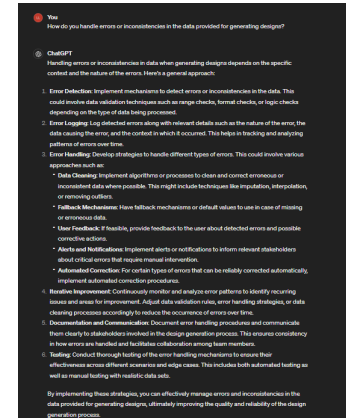 You
How do you handle errors or inconsistencies in the data provided for generating designs?
ChatGPT
Handling errors or inconsistencies in data when generating designs depends on the specific
context and the nature of the errors. Here's a general approach:
1. Error Detection: Implement mechanisms to detect errors or inconsistencies in the data. This
could involve data validation techniques such as range checks, format checks, or logic checks
depending on the type of data being processed.
2. Error Logging: Log detected errors along with relevant details such as the nature of the error, the
data causing the error, and the context in which it occurred. This helps in tracking and analyzing
patterns of errors over time.
3. Error Handling: Develop strategies to handle different types of errors. This could involve various
approaches such as:
• Data Cleaning: Implement algorithms or processes to clean and correct erroneous or
inconsistent data where possible. This might include techniques like imputation, interpolation,
or removing outliers.
• Fallback Mechanisms: Have fallback mechanisms or default values to use in case of missing
or erroneous data.
• User Feedback: If feasible, provide feedback to the user about detected errors and possible
corrective actions.
• Alerts and Notifications: Implement alerts or notifications to inform relevant stakeholders
about critical errors that require manual intervention.
• Automated Correction: For certain types of errors that can be reliably corrected automatically,
implement automated correction procedures.
4. Iterative Improvement: Continuously monitor and analyze error patterns to identify recurring
issues and areas for improvement. Adjust data validation rules, error handling strategies, or data
cleaning processes accordingly to reduce the occurrence of errors over time.
5. Documentation and Communication: Document error handling procedures and communicate
them clearly to stakeholders involved in the design generation process. This ensures consistency
in how errors are handled and facilitates collaboration among team members.
6. Testing: Conduct thorough testing of the error handling mechanisms to ensure their
effectiveness across different scenarios and edge cases. This includes both automated testing as
well as manual testing with realistic data sets.
By implementing these strategies, you can effectively manage errors and inconsistencies in the
data provided for generating designs, ultimately improving the quality and reliability of the design
generation process.